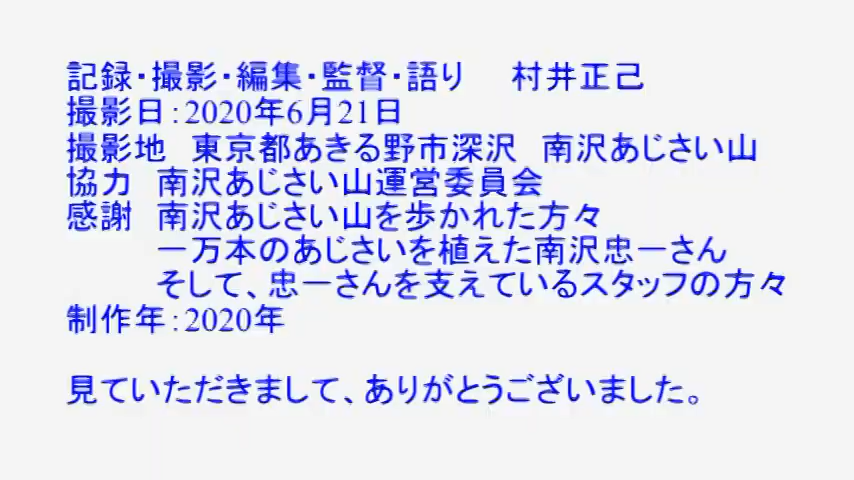 記録・撮影・編集・監督・語り　村井正己
撮影日：2020年6月21日
撮影地　東京都あきる野市深沢　南沢あじさい山
協力　南沢あじさい山運営委員会
感謝　南沢あじさい山を歩かれた方々
一万本のあじさいを植えた南沢忠一さん
そして、忠一さんを支えているスタッフの方々
制作年：2020年
見ていただきまして、ありがとうございました。